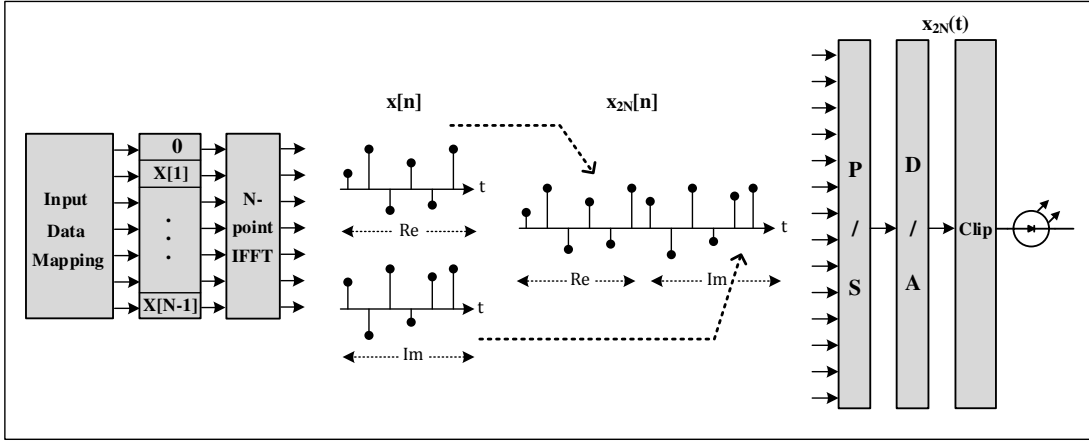 x₂N(t)
x[n]
x₂N[n]
Input
Data
Mapping
0
X[1]
.
.
.
X[N-1]
N-
point
IFFT
t
Re
t
Im
t
Re
Im
P
/
S
D
/
A
Clip